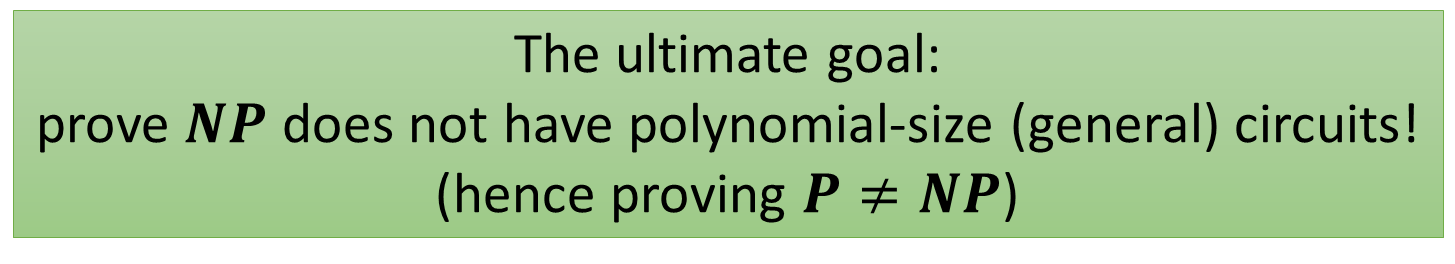 The ultimate goal:
prove NP does not have polynomial-size (general) circuits!
(hence proving P ≠ NP)